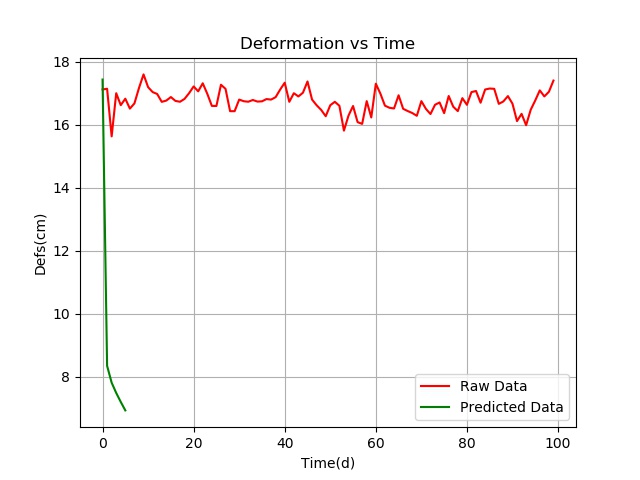 Deformation vs Time
Defs(cm)
18
16
14
12
10
8
0 20 40 60 80 100
Time(d)
Raw Data
Predicted Data